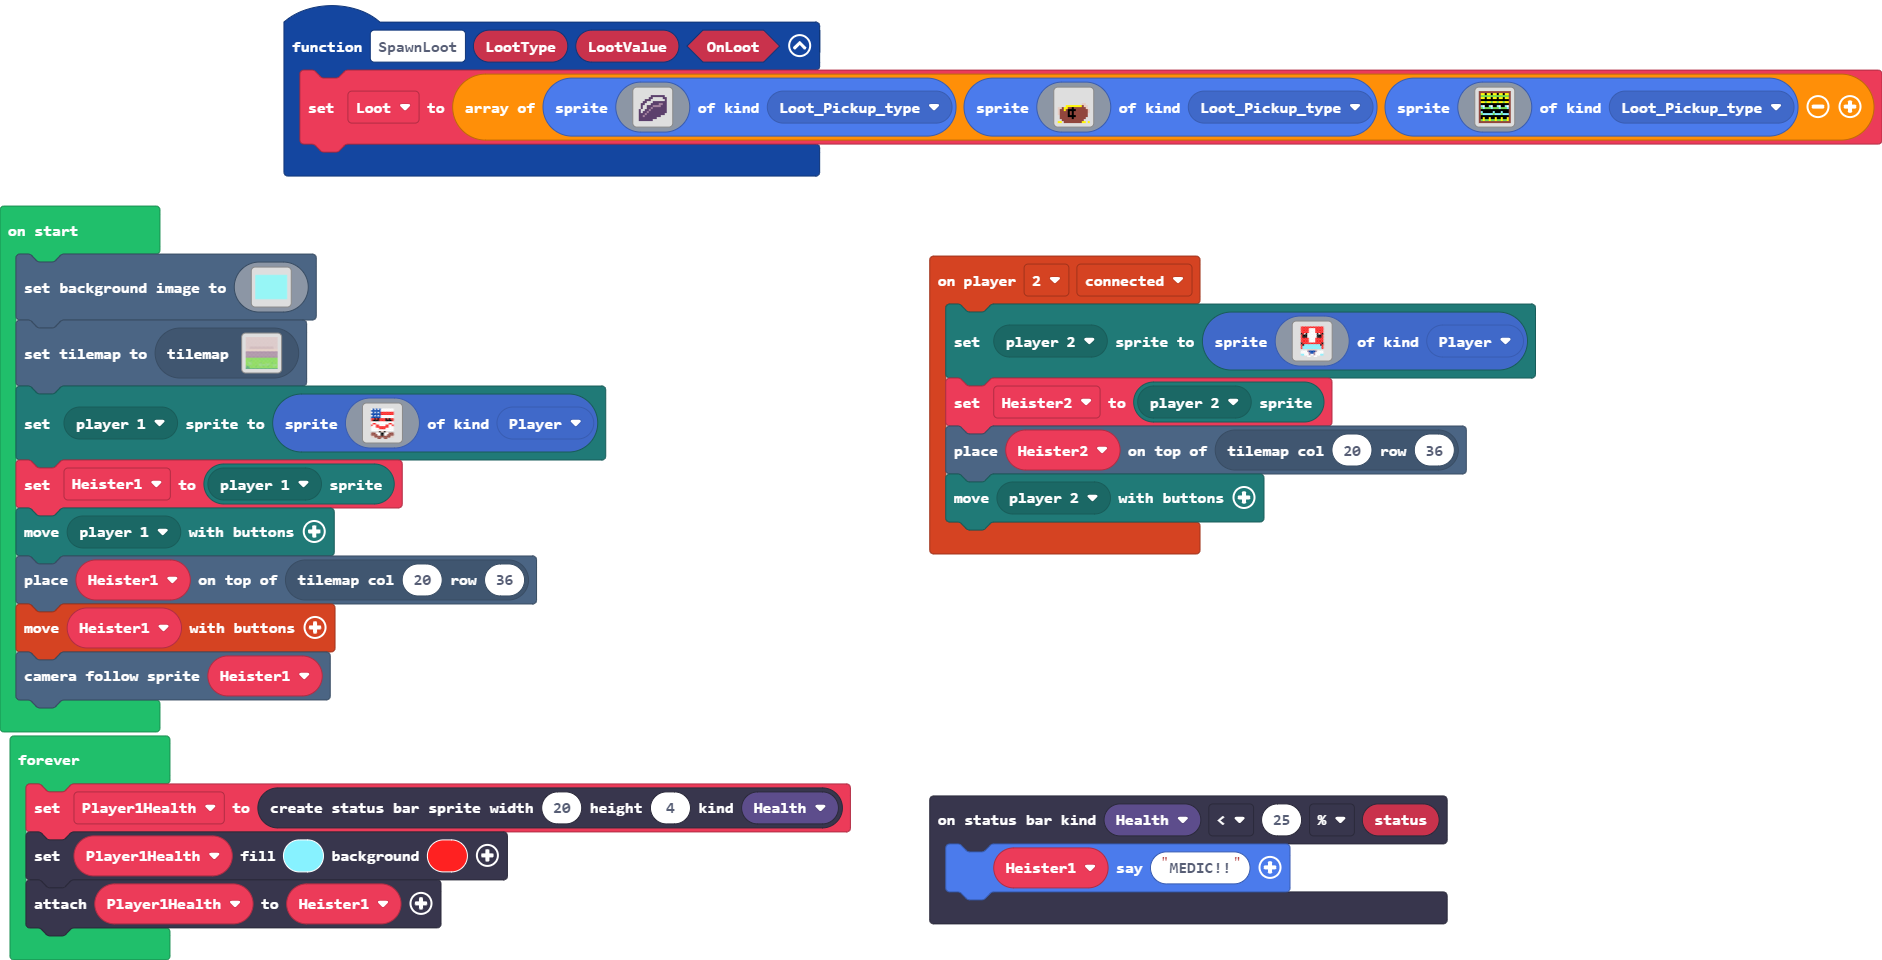 function SpawnLoot LootType LootValue OnLoot
set Loot to array of sprite of kind Loot_Pickup_type sprite of kind Loot_Pickup_type sprite of kind Loot_Pickup_type
on start
set background image to
set tilemap to tilemap
set player 1 sprite to sprite of kind Player
set Heister1 to player 1 sprite
move player 1 with buttons
place Heister1 on top of tilemap col 20 row 36
move Heister1 with buttons
camera follow sprite Heister1
on player 2 connected
set player 2 sprite to sprite of kind Player
set Heister2 to player 2 sprite
place Heister2 on top of tilemap col 20 row 36
move player 2 with buttons
forever
set Player1Health to create status bar sprite width 20 height 4 kind Health
set Player1Health fill background
attach Player1Health to Heister1
on status bar kind Health < 25 % status
Heister1 say "MEDIC!!"